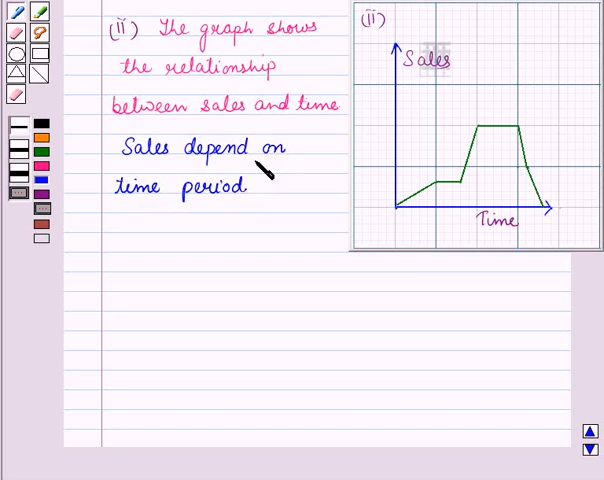 (ii) The graph shows
the relationship
between sales and time
Sales depend on
time period
(ii)
Sales
Time